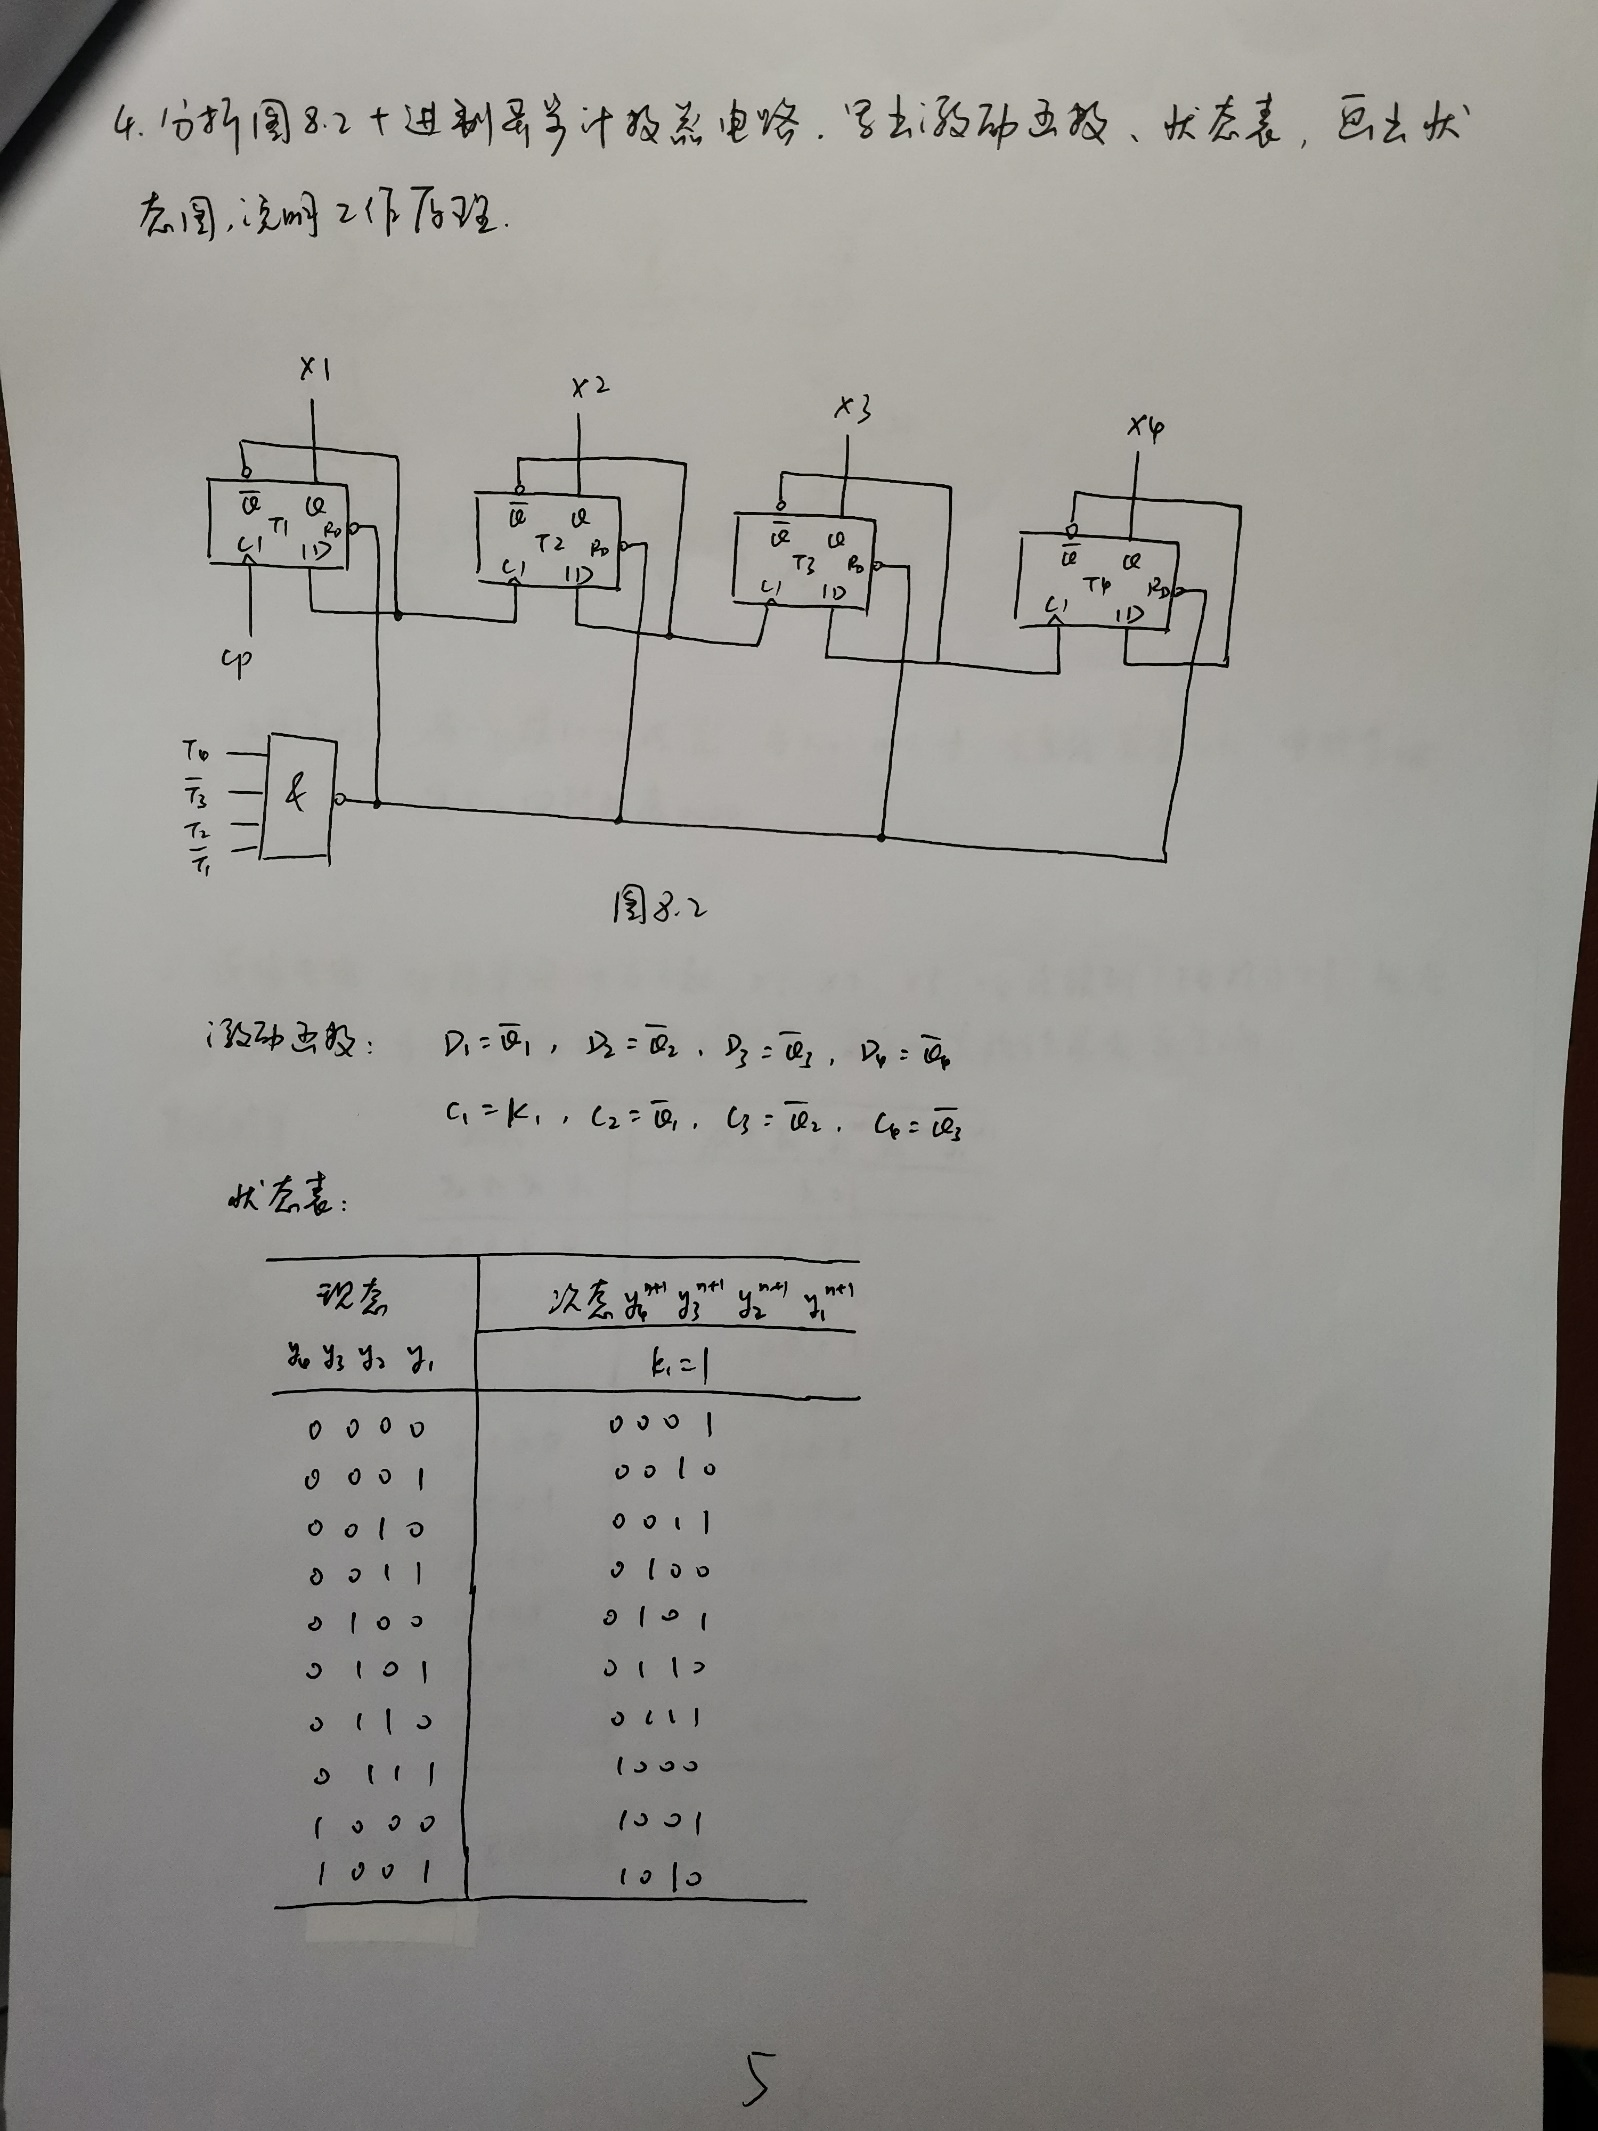 4. 分析图8.2十进制异步计数器电路.写出激励函数、状态表,画出状
态图,说明工作原理.
X1
X2
X3
X4
Q̅ Q
T1 RD
C1 1D
Q̅ Q
T2 RD
C1 1D
Q̅ Q
T3 RD
C1 1D
Q̅ Q
T4 RD
C1 1D
CP
T4
T̅3
T2
T̅1
&
图8.2
激励函数: D1=Q̅1, D2=Q̅2, D3=Q̅3, D4=Q̅4
C1=K1, C2=Q̅1, C3=Q̅2, C4=Q̅3
状态表:
现态 次态 y4ⁿ⁺¹ y3ⁿ⁺¹ y2ⁿ⁺¹ y1ⁿ⁺¹
y4 y3 y2 y1 k1=1
0 0 0 0 0 0 0 1
0 0 0 1 0 0 1 0
0 0 1 0 0 0 1 1
0 0 1 1 0 1 0 0
0 1 0 0 0 1 0 1
0 1 0 1 0 1 1 0
0 1 1 0 0 1 1 1
0 1 1 1 1 0 0 0
1 0 0 0 1 0 0 1
1 0 0 1 1 0 1 0
5